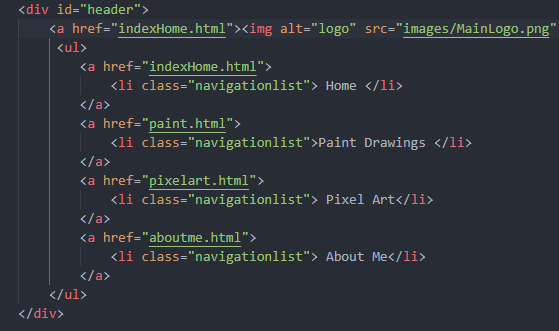 <div id="header">
<a href="indexHome.html"><img alt="logo" src="images/MainLogo.png"
<ul>
<a href="indexHome.html">
<li class="navigationlist"> Home </li>
</a>
<a href="paint.html">
<li class="navigationlist">Paint Drawings </li>
</a>
<a href="pixelart.html">
<li class="navigationlist"> Pixel Art</li>
</a>
<a href="aboutme.html">
<li class="navigationlist"> About Me</li>
</a>
</ul>
</div>